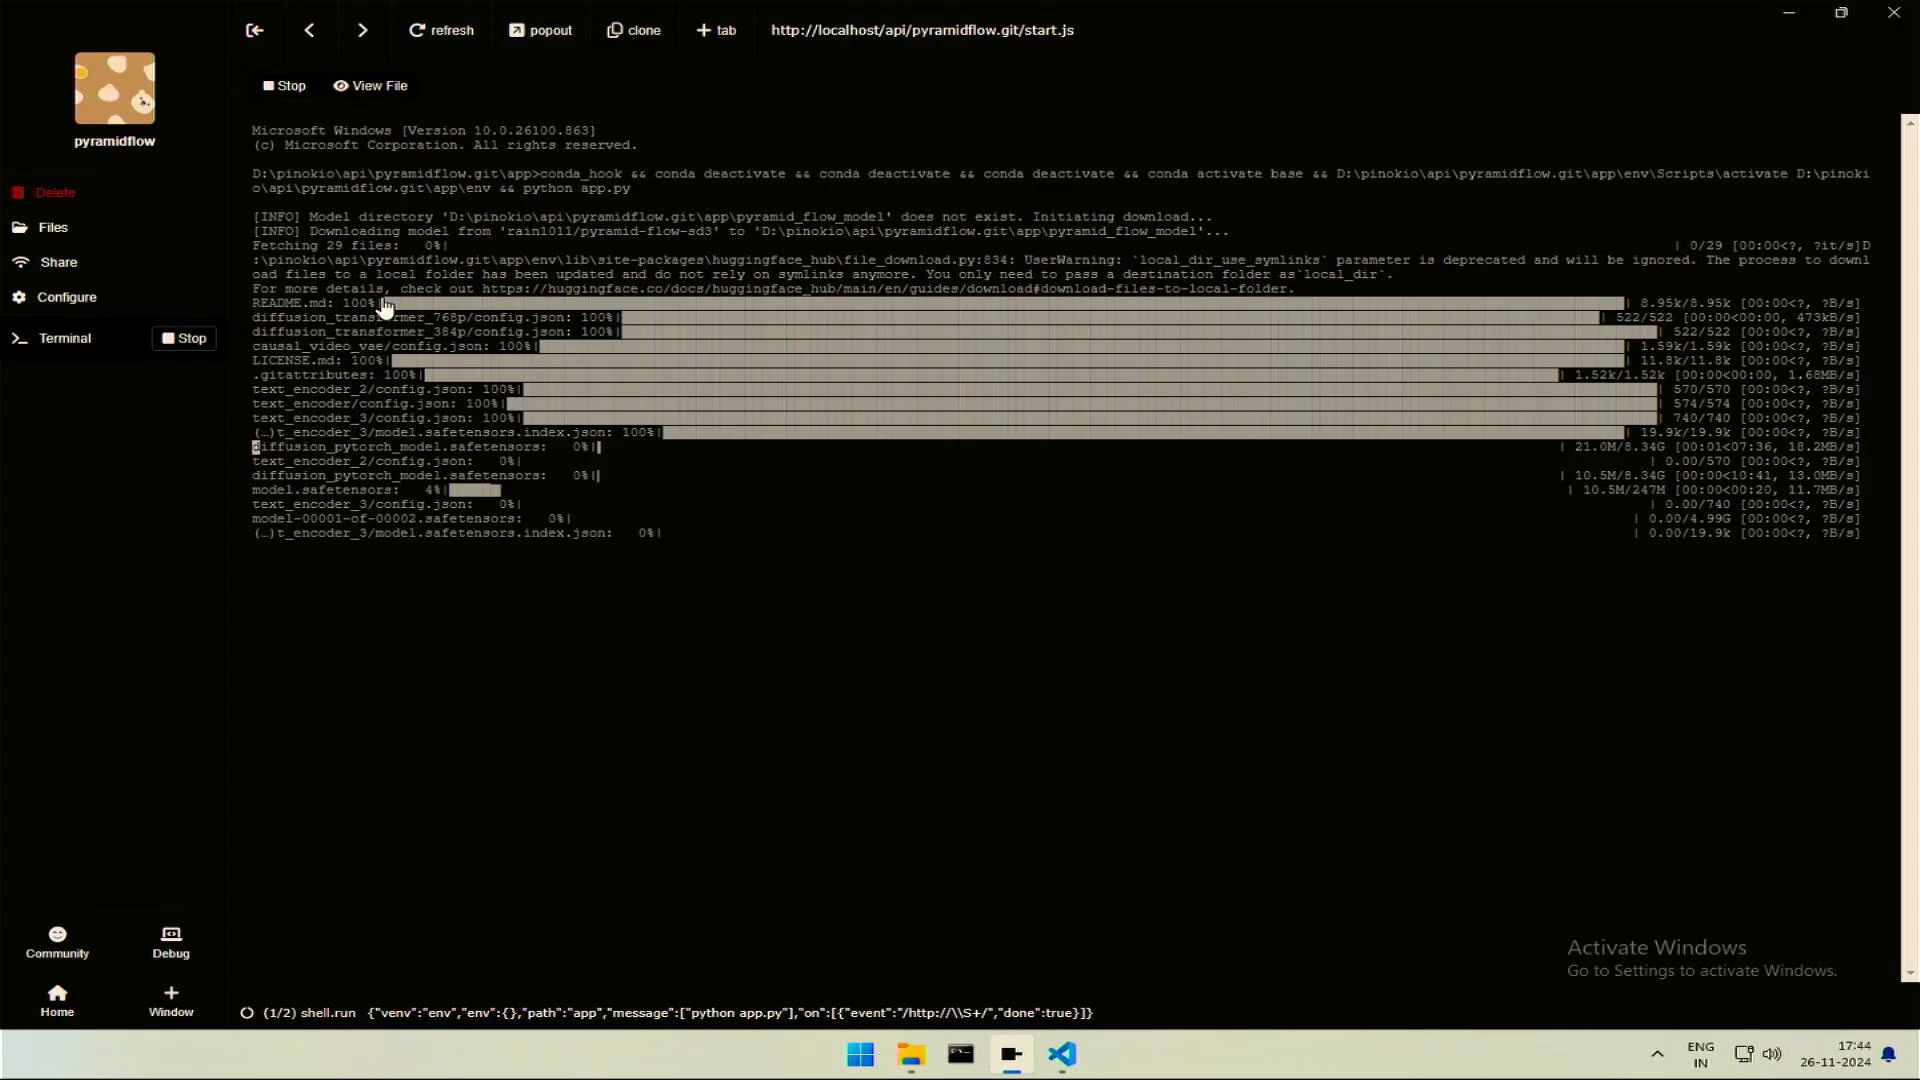 refresh popout clone tab http://localhost/api/pyramidflow.git/start.js
Stop View File
pyramidflow
Delete
Files
Share
Configure
Terminal Stop
Microsoft Windows [Version 10.0.26100.863]
(c) Microsoft Corporation. All rights reserved.
D:\pinokio\api\pyramidflow.git\app>conda_hook && conda deactivate && conda deactivate && conda deactivate && conda activate base && D:\pinokio\api\pyramidflow.git\app\env\Scripts\activate D:\pinoki
o\api\pyramidflow.git\app\env && python app.py
[INFO] Model directory 'D:\pinokio\api\pyramidflow.git\app\pyramid_flow_model' does not exist. Initiating download...
[INFO] Downloading model from 'rain1011/pyramid-flow-sd3' to 'D:\pinokio\api\pyramidflow.git\app\pyramid_flow_model'...
Fetching 29 files: 0%| | 0/29 [00:00<?, ?it/s]D
:\pinokio\api\pyramidflow.git\app\env\lib\site-packages\huggingface_hub\file_download.py:834: UserWarning: `local_dir_use_symlinks` parameter is deprecated and will be ignored. The process to downl
oad files to a local folder has been updated and do not rely on symlinks anymore. You only need to pass a destination folder as`local_dir`.
For more details, check out https://huggingface.co/docs/huggingface_hub/main/en/guides/download#download-files-to-local-folder.
README.md: 100%| | 8.95k/8.95k [00:00<?, ?B/s]
diffusion_transformer_768p/config.json: 100%| | 522/522 [00:00<00:00, 473kB/s]
diffusion_transformer_384p/config.json: 100%| | 522/522 [00:00<?, ?B/s]
causal_video_vae/config.json: 100%| | 1.59k/1.59k [00:00<?, ?B/s]
LICENSE.md: 100%| | 11.8k/11.8k [00:00<?, ?B/s]
.gitattributes: 100%| | 1.52k/1.52k [00:00<00:00, 1.68MB/s]
text_encoder_2/config.json: 100%| | 570/570 [00:00<?, ?B/s]
text_encoder/config.json: 100%| | 574/574 [00:00<?, ?B/s]
text_encoder_3/config.json: 100%| | 740/740 [00:00<?, ?B/s]
(…)t_encoder_3/model.safetensors.index.json: 100%| | 19.9k/19.9k [00:00<?, ?B/s]
diffusion_pytorch_model.safetensors: 0%| | 21.0M/8.34G [00:01<07:36, 18.2MB/s]
text_encoder_2/config.json: 0%| | 0.00/570 [00:00<?, ?B/s]
diffusion_pytorch_model.safetensors: 0%| | 10.5M/8.34G [00:00<10:41, 13.0MB/s]
model.safetensors: 4%| | 10.5M/247M [00:00<00:20, 11.7MB/s]
text_encoder_3/config.json: 0%| | 0.00/740 [00:00<?, ?B/s]
model-00001-of-00002.safetensors: 0%| | 0.00/4.99G [00:00<?, ?B/s]
(…)t_encoder_3/model.safetensors.index.json: 0%| | 0.00/19.9k [00:00<?, ?B/s]
Community Debug
Home Window
Activate Windows
Go to Settings to activate Windows.
(1/2) shell.run {"venv":"env","env":{},"path":"app","message":["python app.py"],"on":[{"event":"/http://\\S+/","done":true}]}
ENG 17:44
IN 26-11-2024